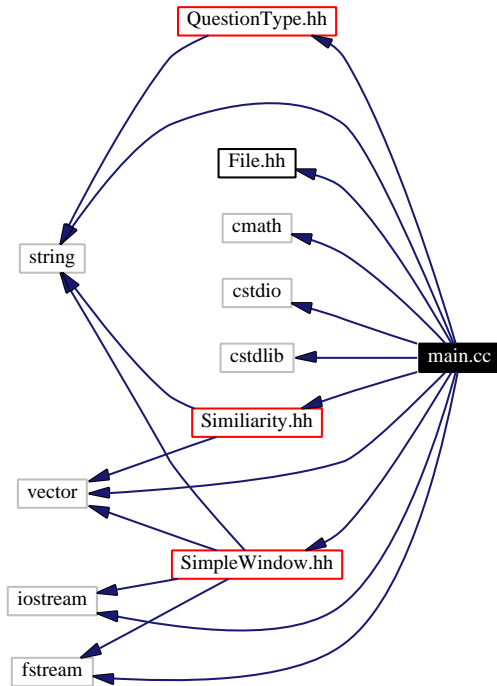 QuestionType.hh
File.hh
cmath
string
cstdio
main.cc
cstdlib
Similiarity.hh
vector
SimpleWindow.hh
iostream
fstream